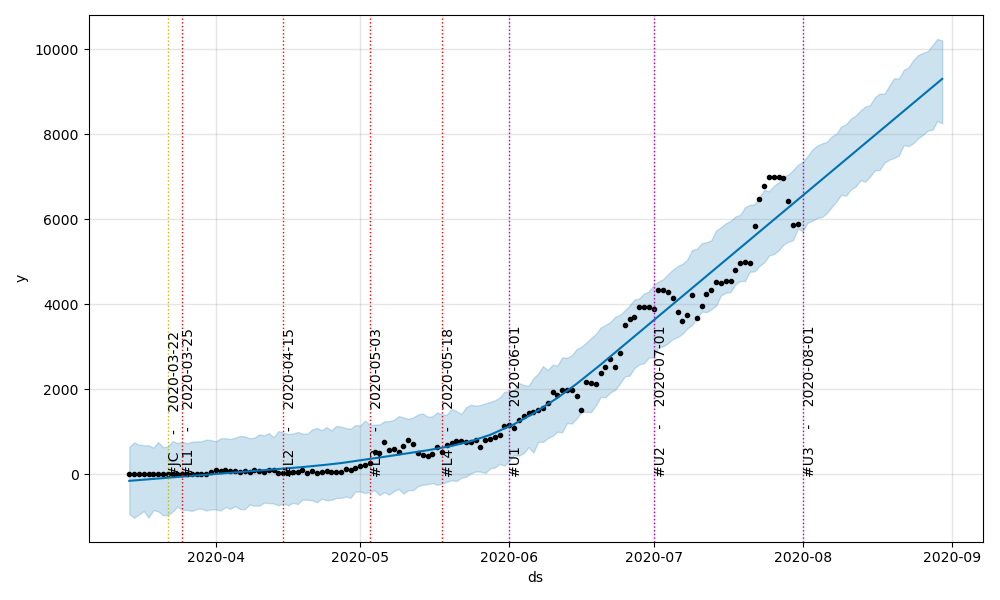 10000
8000
6000
4000
2000
0
y
#JC - 2020-03-22
#L1 - 2020-03-25
#L2 - 2020-04-15
#L3 - 2020-05-03
#L4 - 2020-05-18
#U1 - 2020-06-01
#U2 - 2020-07-01
#U3 - 2020-08-01
2020-04
2020-05
2020-06
2020-07
2020-08
2020-09
ds